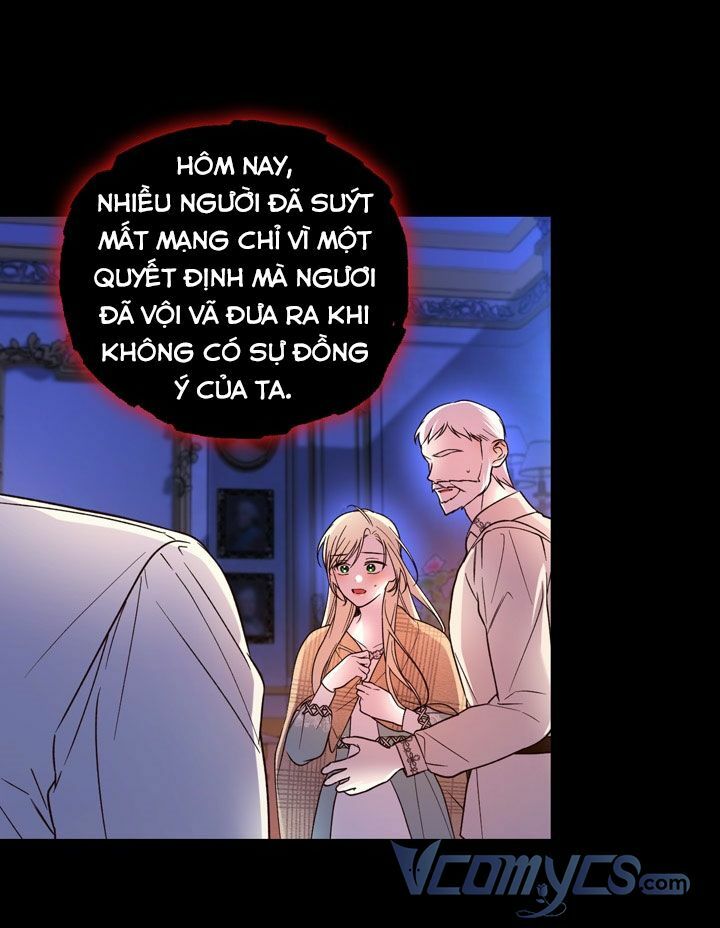 HÔM NAY,
NHIỀU NGƯỜI ĐÃ SUÝT
MẤT MẠNG CHỈ VÌ MỘT
QUYẾT ĐỊNH MÀ NGƯƠI
ĐÃ VỘI VÃ ĐƯA RA KHI
KHÔNG CÓ SỰ ĐỒNG
Ý CỦA TA.
VCOMYCS.com